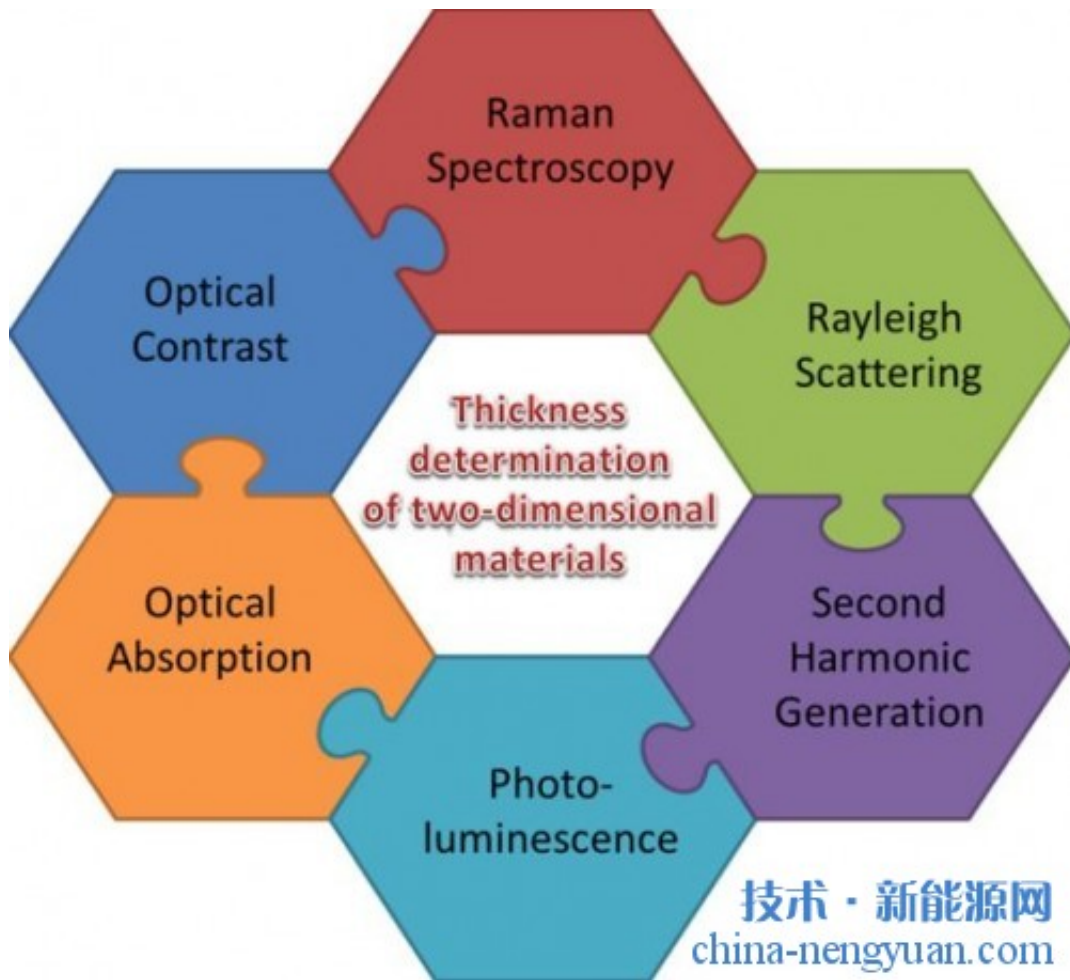 Raman
Spectroscopy
Optical
Contrast
Rayleigh
Scattering
Thickness
determination
of two-dimensional
materials
Optical
Absorption
Second
Harmonic
Generation
Photo-
luminescence
技术·新能源网
china-nengyuan.com